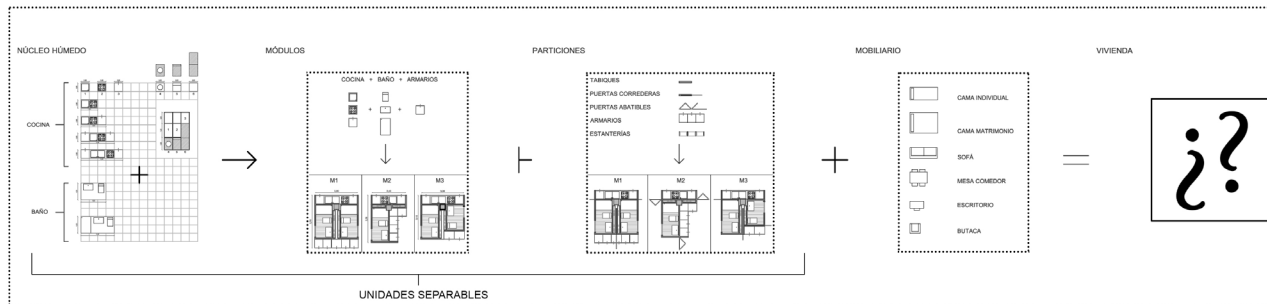 NÚCLEO HÚMEDO
COCINA
BAÑO
MÓDULOS
COCINA + BAÑO + ARMARIOS
M1 M2 M3
PARTICIONES
TABIQUES
PUERTAS CORREDERAS
PUERTAS ABATIBLES
ARMARIOS
ESTANTERÍAS
M1 M2 M3
MOBILIARIO
CAMA INDIVIDUAL
CAMA MATRIMONIO
SOFÁ
MESA COMEDOR
ESCRITORIO
BUTACA
VIVIENDA
¿?
UNIDADES SEPARABLES